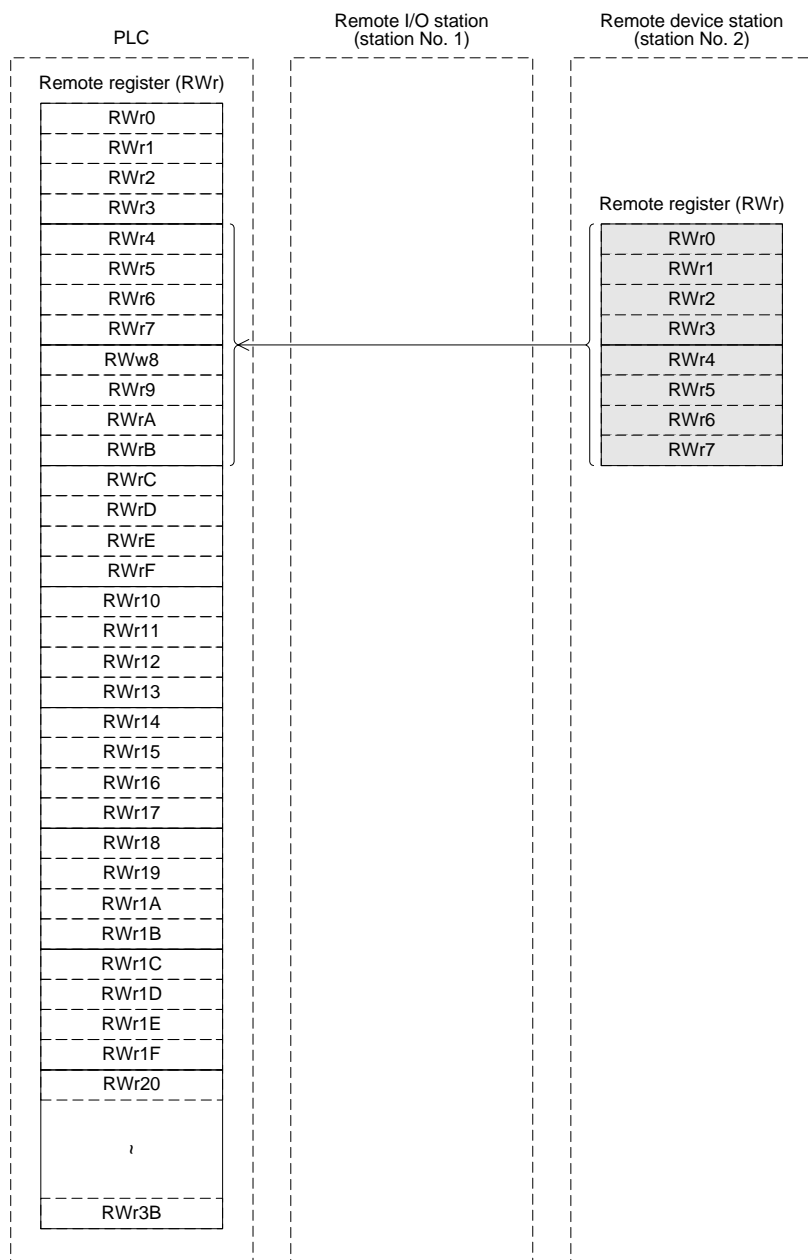 PLC
Remote I/O station
(station No. 1)
Remote device station
(station No. 2)
Remote register (RWr)
RWr0
RWr1
RWr2
RWr3
RWr4
RWr5
RWr6
RWr7
RWw8
RWr9
RWrA
RWrB
RWrC
RWrD
RWrE
RWrF
RWr10
RWr11
RWr12
RWr13
RWr14
RWr15
RWr16
RWr17
RWr18
RWr19
RWr1A
RWr1B
RWr1C
RWr1D
RWr1E
RWr1F
RWr20
~
RWr3B
Remote register (RWr)
RWr0
RWr1
RWr2
RWr3
RWr4
RWr5
RWr6
RWr7